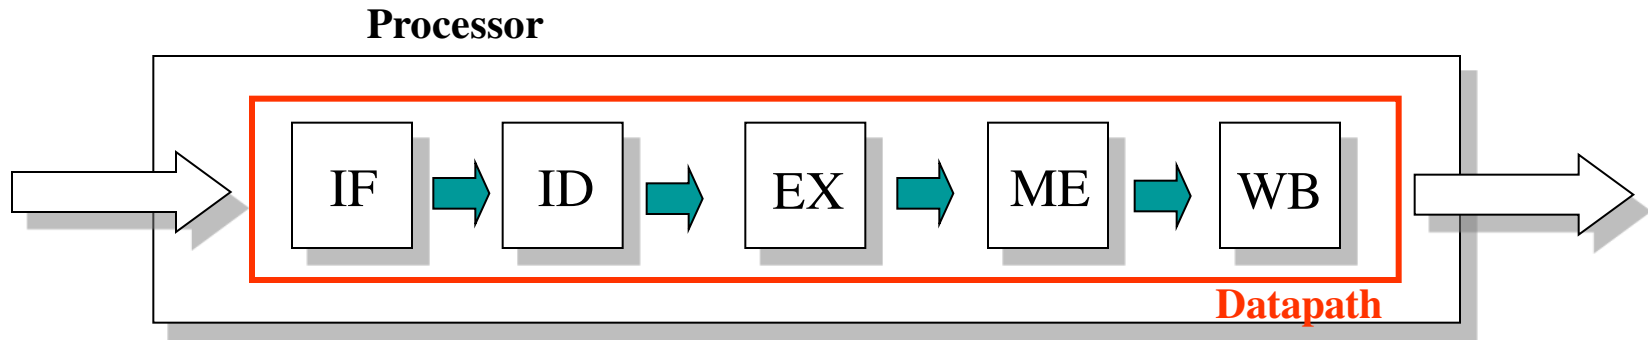 Processor
IF ID EX ME WB
Datapath